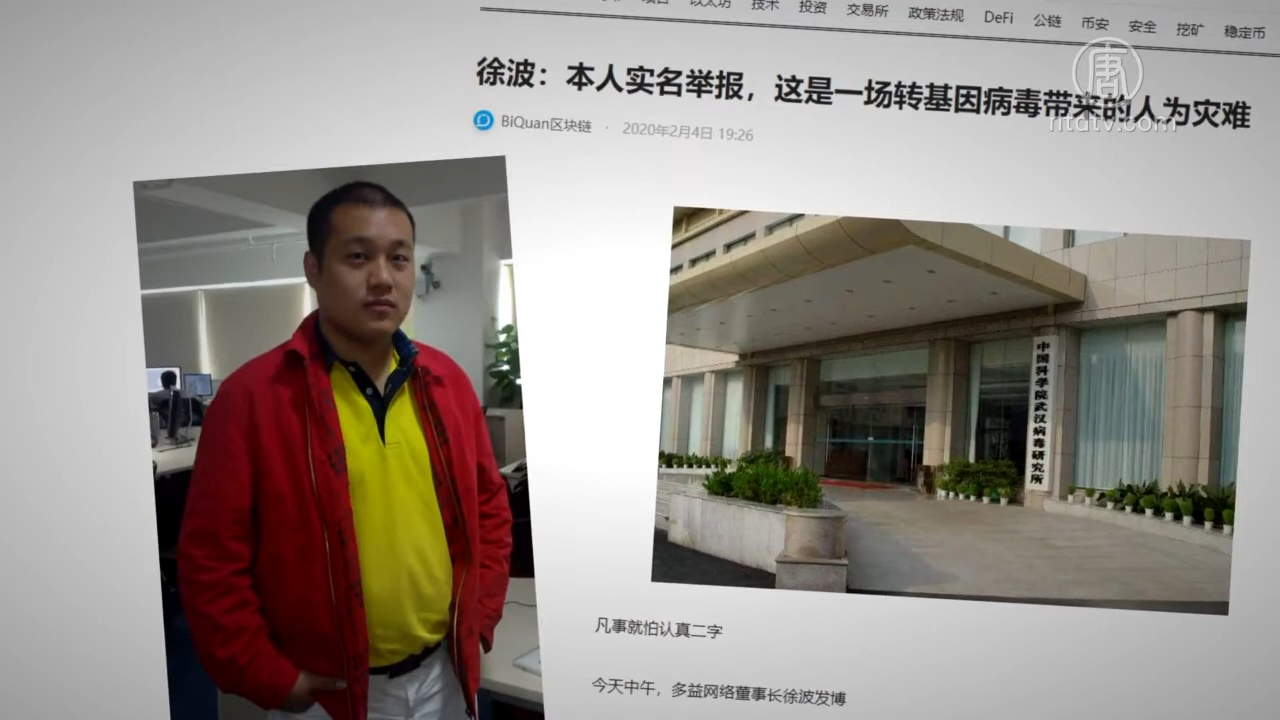 项目 以太坊 技术 投资 交易所 政策法规 DeFi 公链 币安 安全 挖矿 稳定币
徐波：本人实名举报，这是一场转基因病毒带来的人为灾难
BiQuan区块链 · 2020年2月4日 19:26
唐
ntdtv.com
中国科学院武汉病毒研究所
凡事就怕认真二字
今天中午，多益网络董事长徐波发博